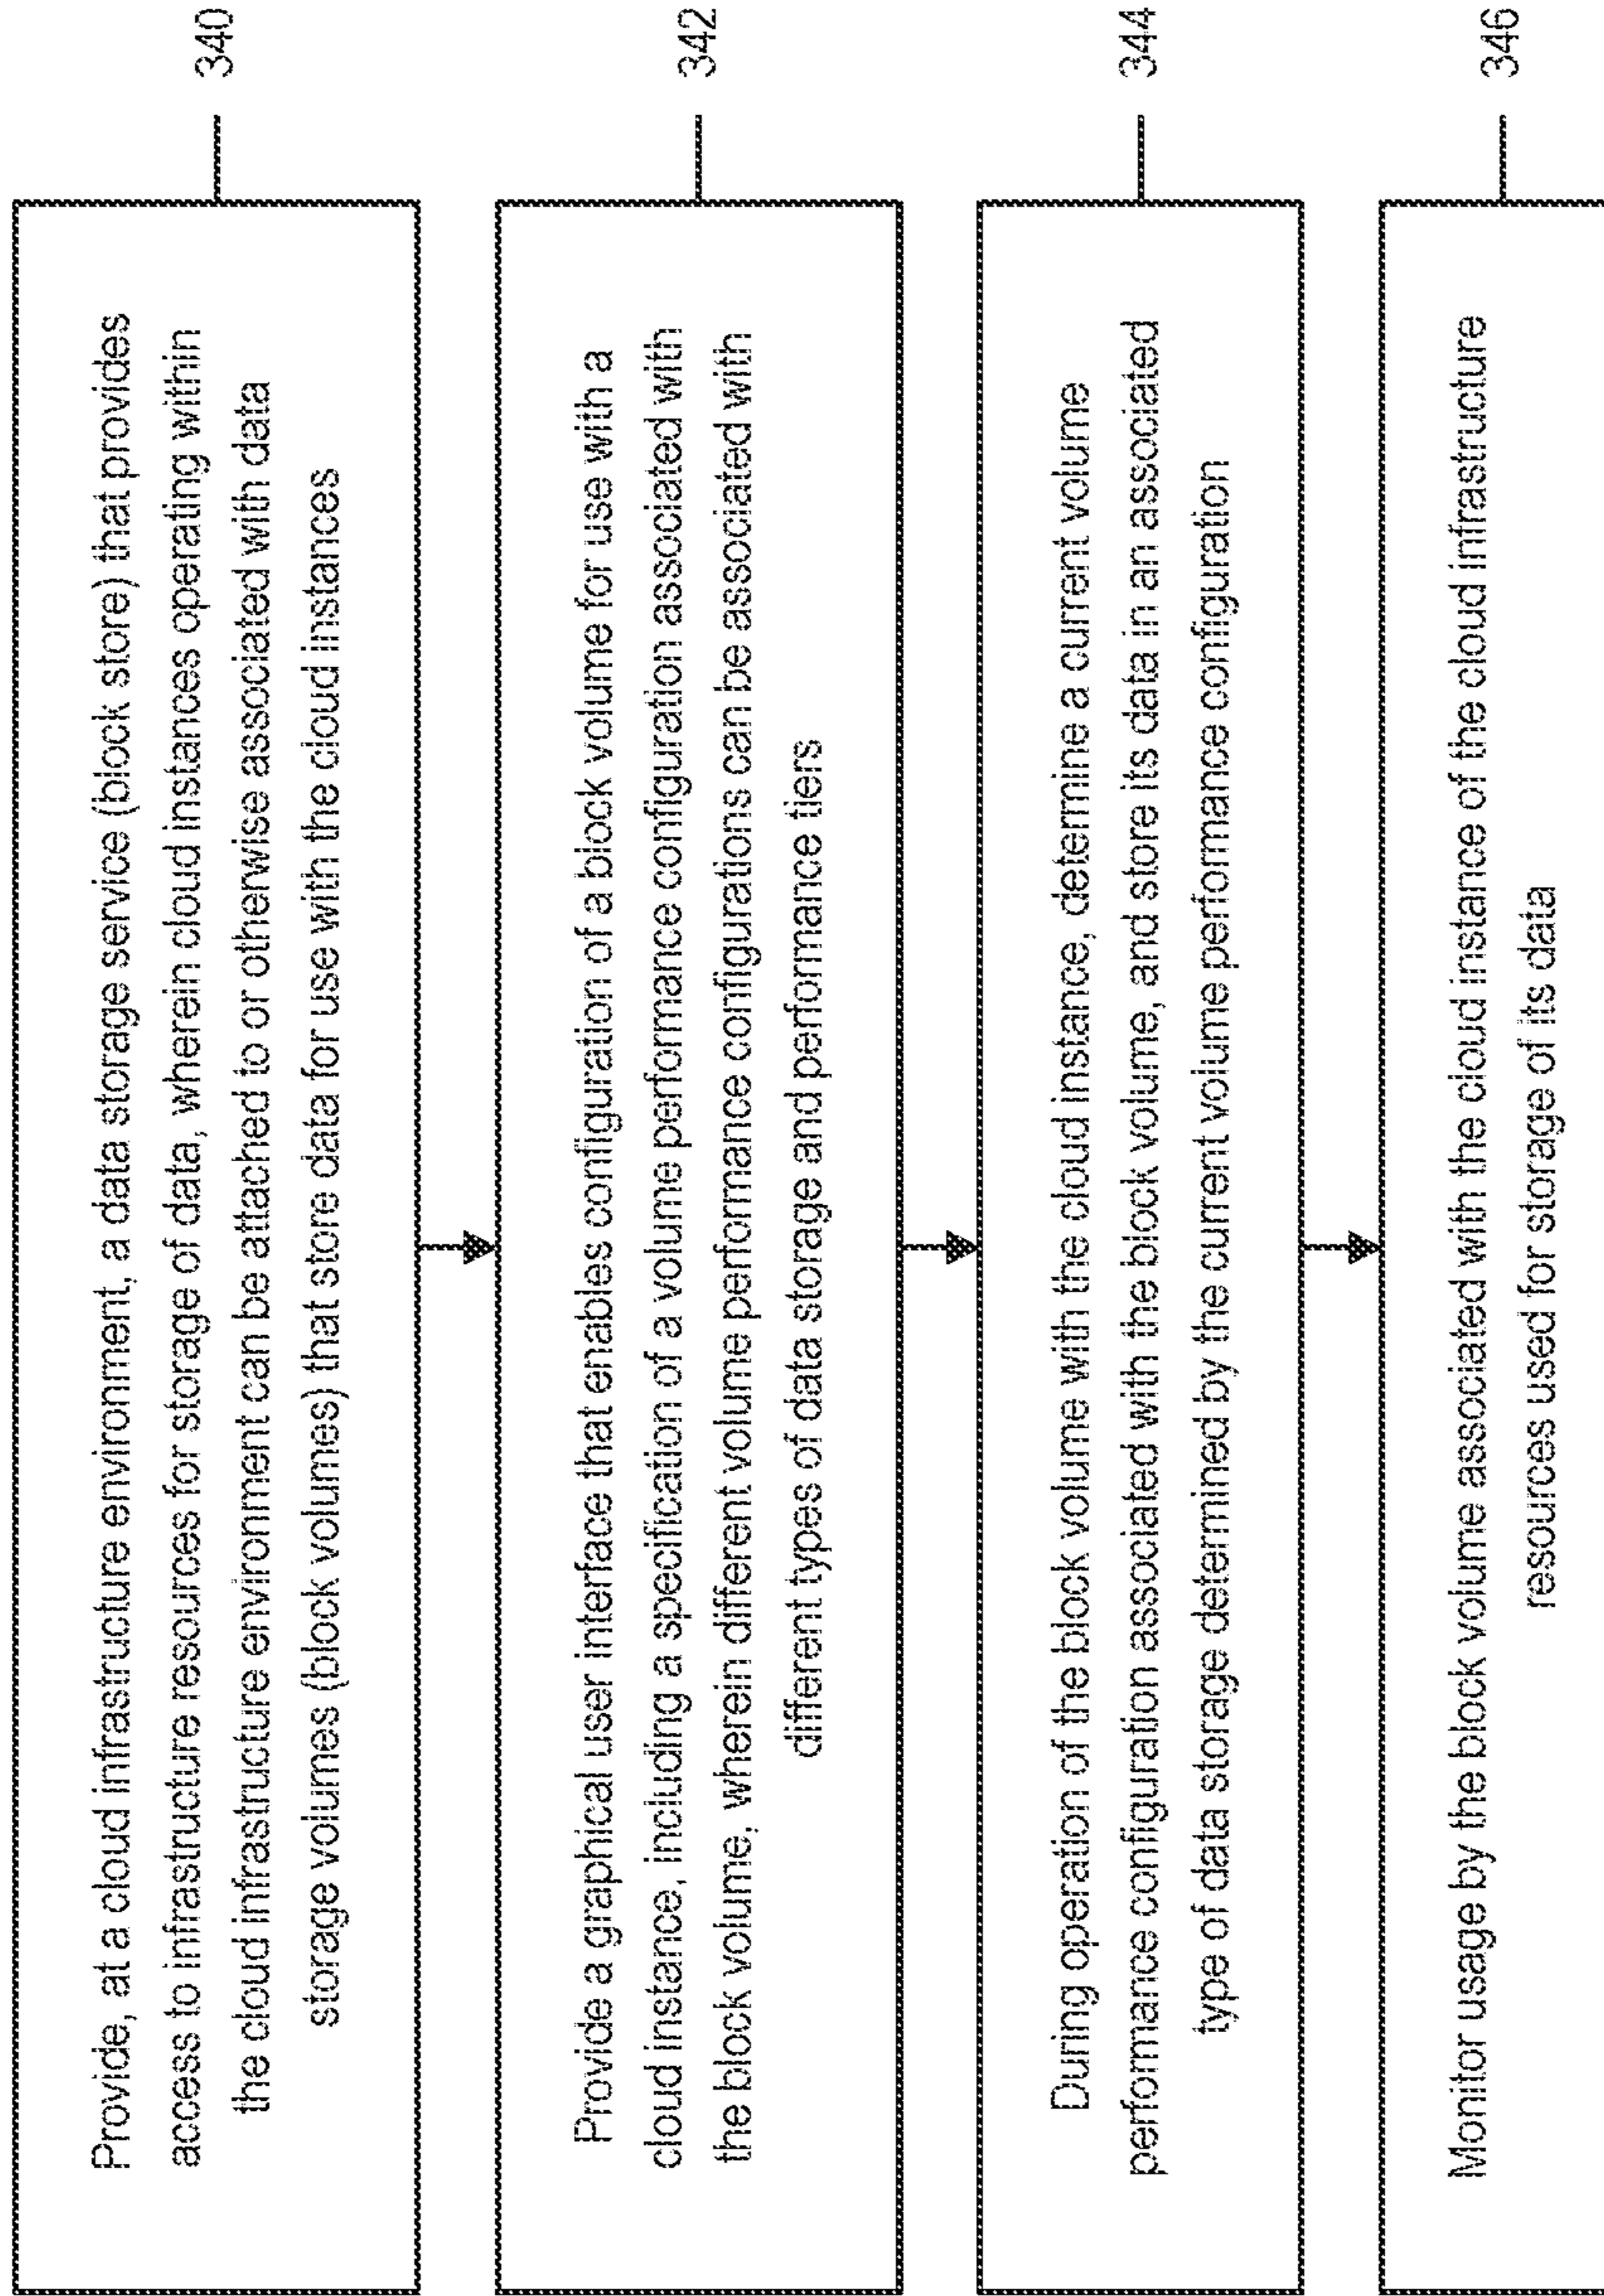 Provide, at a cloud infrastructure environment, a data storage service (block store) that provides
access to infrastructure resources for storage of data, wherein cloud instances operating within
the cloud infrastructure environment can be attached to or otherwise associated with data
storage volumes (block volumes) that store data for use with the cloud instances
340
Provide a graphical user interface that enables configuration of a block volume for use with a
cloud instance, including a specification of a volume performance configuration associated with
the block volume, wherein different volume performance configurations can be associated with
different types of data storage and performance tiers
342
During operation of the block volume with the cloud instance, determine a current volume
performance configuration associated with the block volume, and store its data in an associated
type of data storage determined by the current volume performance configuration
344
Monitor usage by the block volume associated with the cloud instance of the cloud infrastructure
resources used for storage of its data
346